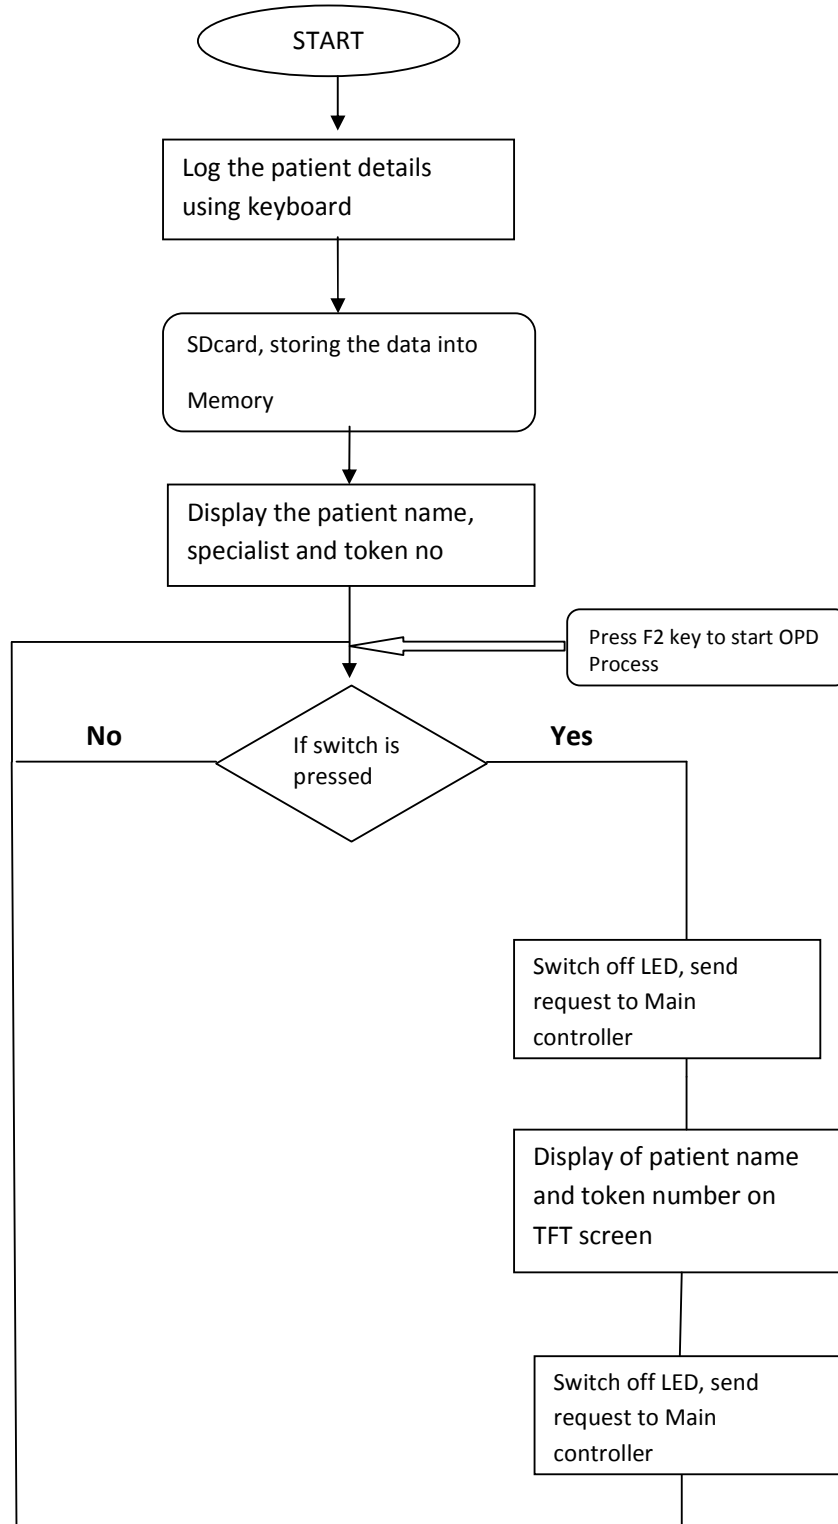 START
Log the patient details
using keyboard
SDcard, storing the data into
Memory
Display the patient name,
specialist and token no
Press F2 key to start OPD
Process
No
If switch is
pressed
Yes
Switch off LED, send
request to Main
controller
Display of patient name
and token number on
TFT screen
Switch off LED, send
request to Main
controller